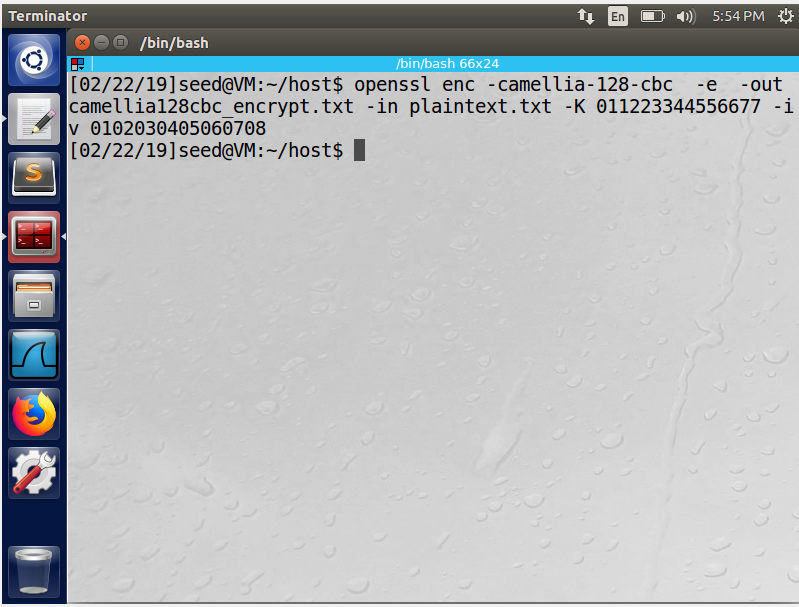 Terminator
En
5:54 PM
/bin/bash
/bin/bash 66x24
[02/22/19]seed@VM:~/host$ openssl enc -camellia-128-cbc  -e  -out
camellia128cbc_encrypt.txt -in plaintext.txt -K 011223344556677 -i
v 0102030405060708
[02/22/19]seed@VM:~/host$